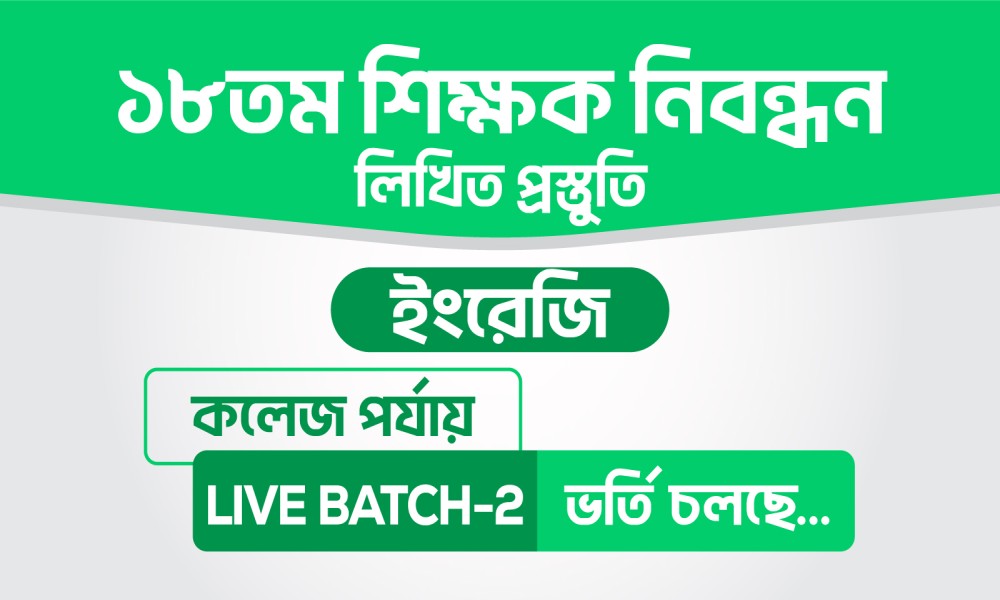 ১৮তম শিক্ষক নিবন্ধন
লিখিত প্রস্তুতি
ইংরেজি
কলেজ পর্যায়
LIVE BATCH-2 ভর্তি চলছে...